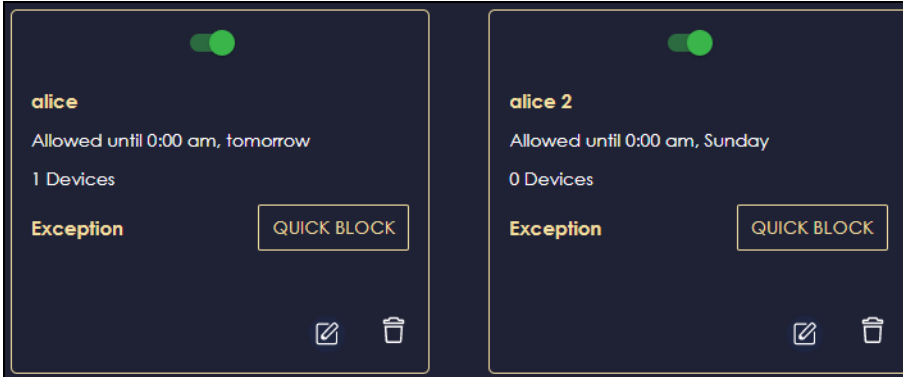 alice
Allowed until 0:00 am, tomorrow
1 Devices
Exception
QUICK BLOCK
alice 2
Allowed until 0:00 am, Sunday
0 Devices
Exception
QUICK BLOCK